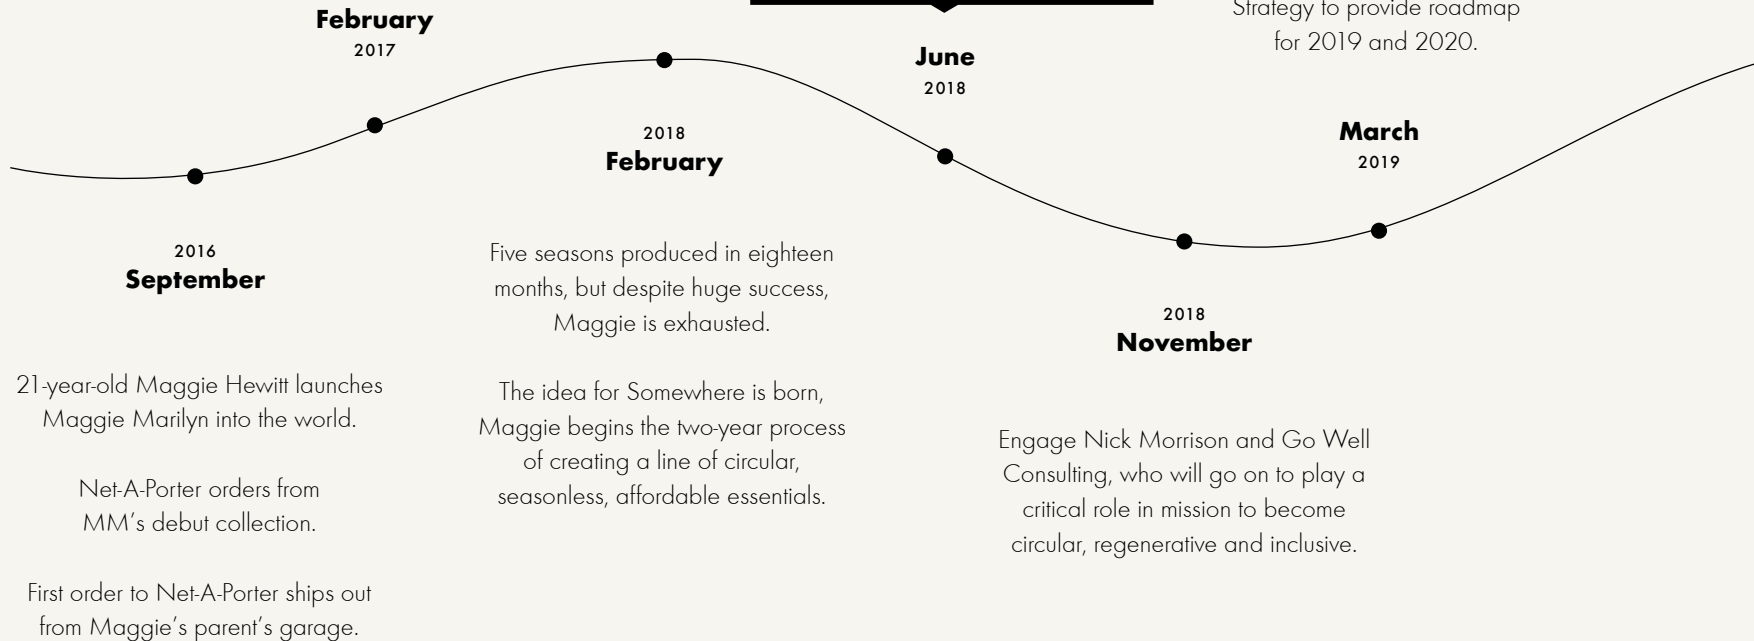 February
2017
Strategy to provide roadmap
for 2019 and 2020.
June
2018
March
2019
2016
September
21-year-old Maggie Hewitt launches
Maggie Marilyn into the world.
Net-A-Porter orders from
MM's debut collection.
First order to Net-A-Porter ships out
from Maggie's parent's garage.
2018
February
Five seasons produced in eighteen
months, but despite huge success,
Maggie is exhausted.
The idea for Somewhere is born,
Maggie begins the two-year process
of creating a line of circular,
seasonless, affordable essentials.
2018
November
Engage Nick Morrison and Go Well
Consulting, who will go on to play a
critical role in mission to become
circular, regenerative and inclusive.